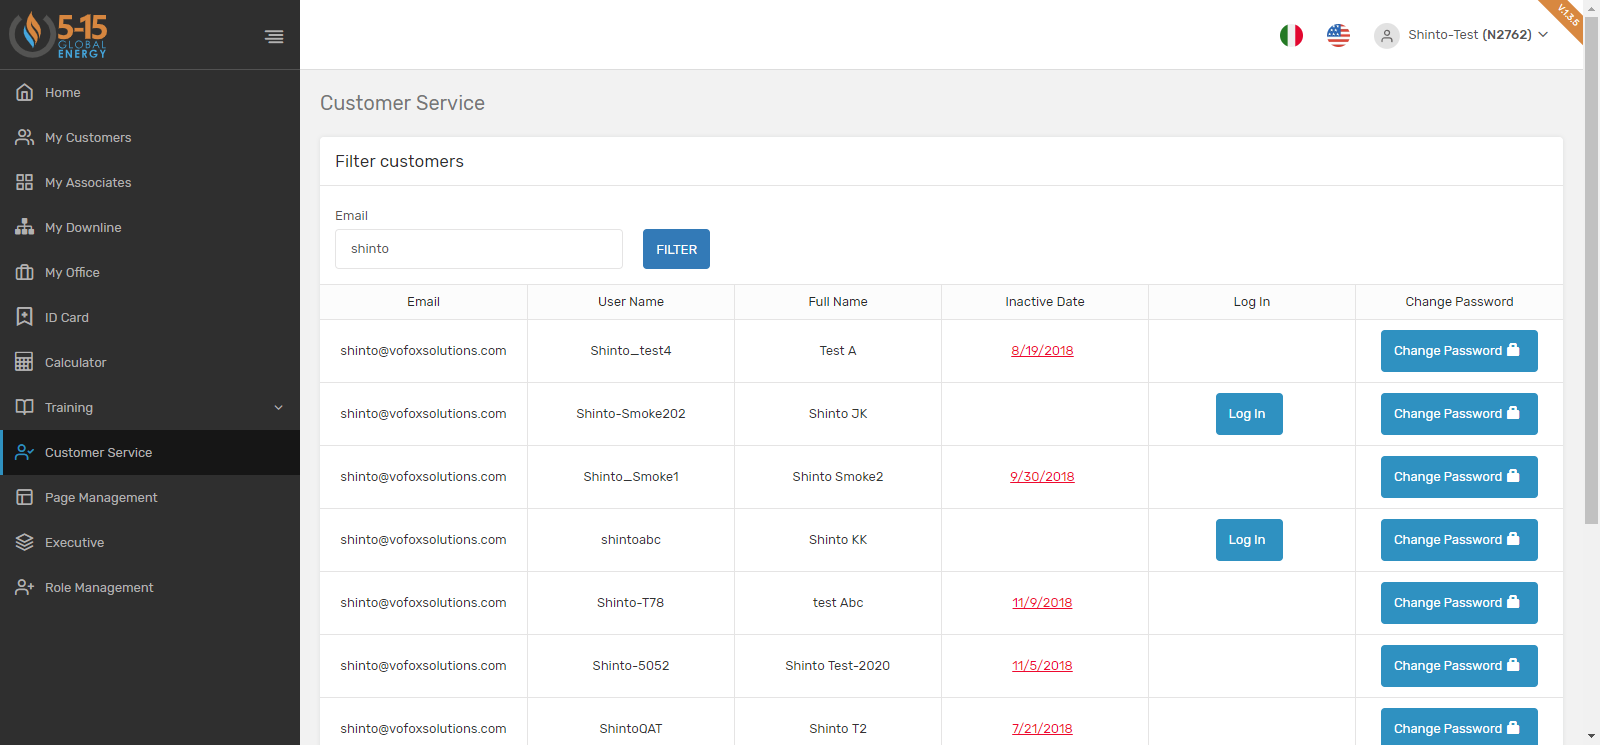 5-15
GLOBAL
ENERGY
Shinto-Test (N2762)
V.1.3.5
Home
My Customers
My Associates
My Downline
My Office
ID Card
Calculator
Training
Customer Service
Page Management
Executive
Role Management
Customer Service
Filter customers
Email
shinto FILTER
Email User Name Full Name Inactive Date Log In Change Password
shinto@vofoxsolutions.com Shinto_test4 Test A 8/19/2018 Change Password
shinto@vofoxsolutions.com Shinto-Smoke202 Shinto JK Log In Change Password
shinto@vofoxsolutions.com Shinto_Smoke1 Shinto Smoke2 9/30/2018 Change Password
shinto@vofoxsolutions.com shintoabc Shinto KK Log In Change Password
shinto@vofoxsolutions.com Shinto-T78 test Abc 11/9/2018 Change Password
shinto@vofoxsolutions.com Shinto-5052 Shinto Test-2020 11/5/2018 Change Password
shinto@vofoxsolutions.com ShintoQAT Shinto T2 7/21/2018 Change Password